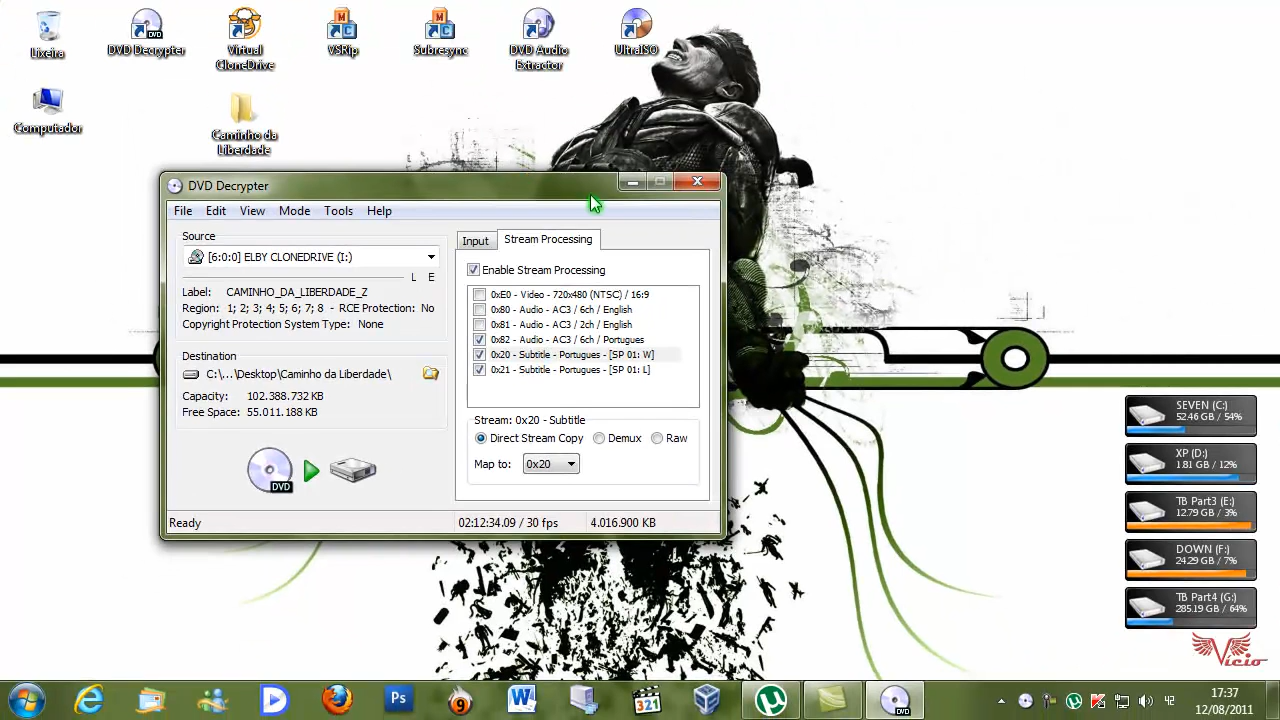 Lixeira
DVD Decrypter
Virtual CloneDrive
VSRip
Subresync
DVD Audio Extractor
UltraISO
Computador
Caminho da Liberdade
DVD Decrypter
File Edit View Mode Tools Help
Source
[6:0:0] ELBY CLONEDRIVE (I:)
L E
Label: CAMINHO_DA_LIBERDADE_Z
Region: 1; 2; 3; 4; 5; 6; 7; 8 - RCE Protection: No
Copyright Protection System Type: None
Destination
C:\...\Desktop\Caminho da Liberdade\
Capacity: 102.388.732 KB
Free Space: 55.011.188 KB
DVD
Input
Stream Processing
Enable Stream Processing
0xE0 - Video - 720x480 (NTSC) / 16:9
0x80 - Audio - AC3 / 6ch / English
0x81 - Audio - AC3 / 2ch / English
0x82 - Audio - AC3 / 6ch / Portugues
0x20 - Subtitle - Portugues - [SP 01: W]
0x21 - Subtitle - Portugues - [SP 01: L]
Stream: 0x20 - Subtitle
Direct Stream Copy Demux Raw
Map to: 0x20
Ready
02:12:34.09 / 30 fps
4.016.900 KB
SEVEN (C:)
52.46 GB / 54%
XP (D:)
1.81 GB / 12%
TB Part3 (E:)
12.79 GB / 3%
DOWN (F:)
24.29 GB / 7%
TB Part4 (G:)
285.19 GB / 64%
Vicio
Ps
9
W
321
DVD
42
17:37
12/08/2011